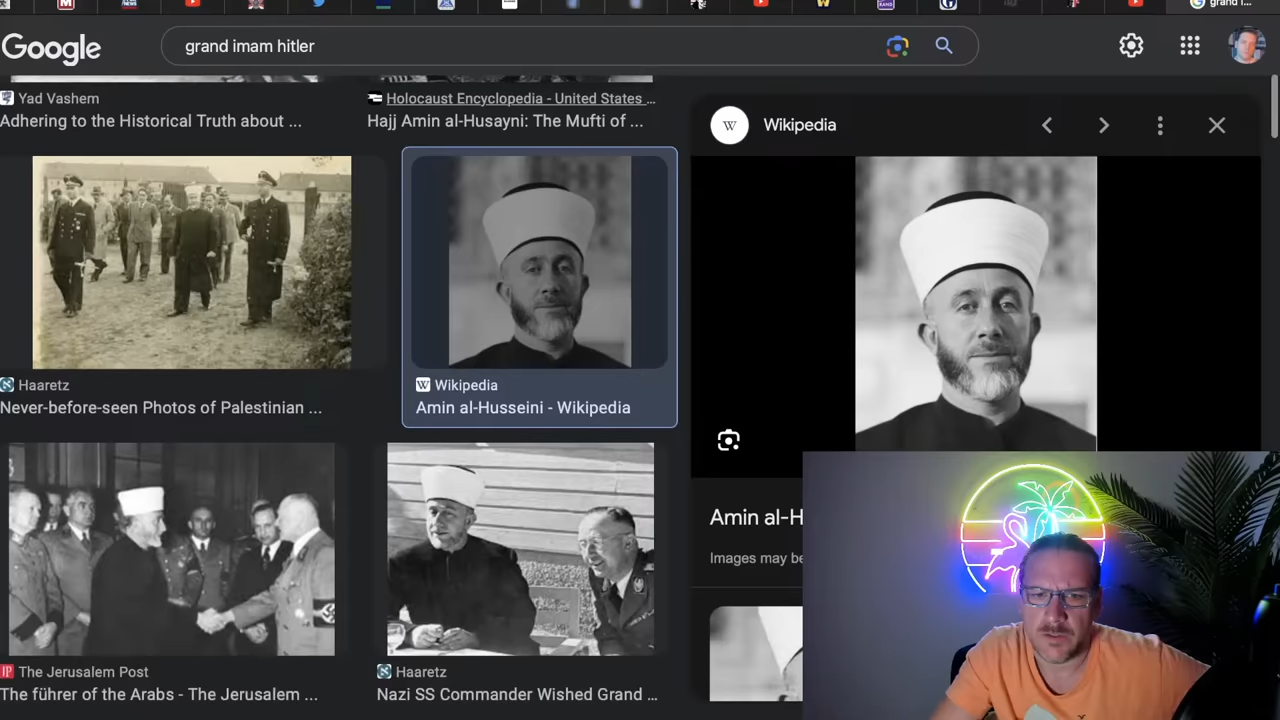 grand i...
Google
grand imam hitler
Yad Vashem
Adhering to the Historical Truth about ...
Holocaust Encyclopedia - United States ...
Hajj Amin al-Husayni: The Mufti of ...
W
Wikipedia
Haaretz
Never-before-seen Photos of Palestinian ...
W Wikipedia
Amin al-Husseini - Wikipedia
Amin al-H
Images may be
JP The Jerusalem Post
The führer of the Arabs - The Jerusalem ...
Haaretz
Nazi SS Commander Wished Grand ...